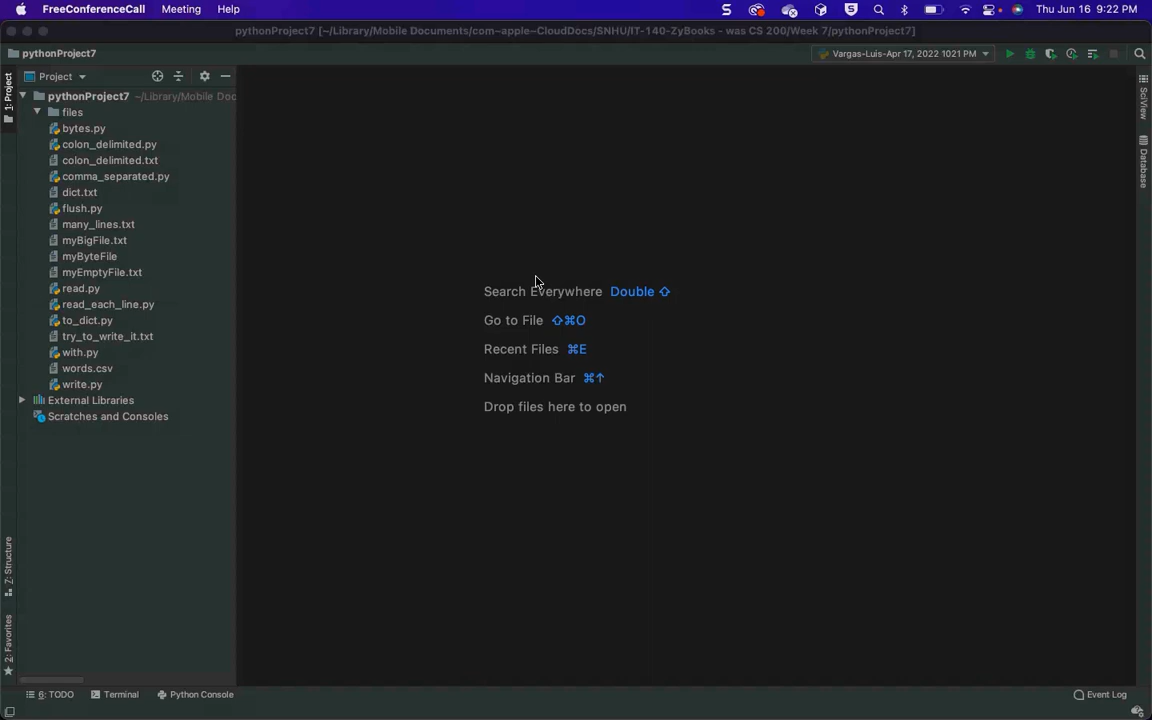 FreeConferenceCall Meeting Help Thu Jun 16 9:22 PM
pythonProject7 [~/Library/Mobile Documents/com~apple~CloudDocs/SNHU/IT-140-ZyBooks - was CS 200/Week 7/pythonProject7]
pythonProject7 Vargas-Luis-Apr 17, 2022 1021 PM
Project
pythonProject7 ~/Library/Mobile Doc
files
bytes.py
colon_delimited.py
colon_delimited.txt
comma_separated.py
dict.txt
flush.py
many_lines.txt
myBigFile.txt
myByteFile
myEmptyFile.txt
read.py
read_each_line.py
to_dict.py
try_to_write_it.txt
with.py
words.csv
write.py
External Libraries
Scratches and Consoles
1: Project
7: Structure
2: Favorites
Search Everywhere Double ⇧
Go to File ⇧⌘O
Recent Files ⌘E
Navigation Bar ⌘↑
Drop files here to open
SciView
Database
6: TODO Terminal Python Console Event Log